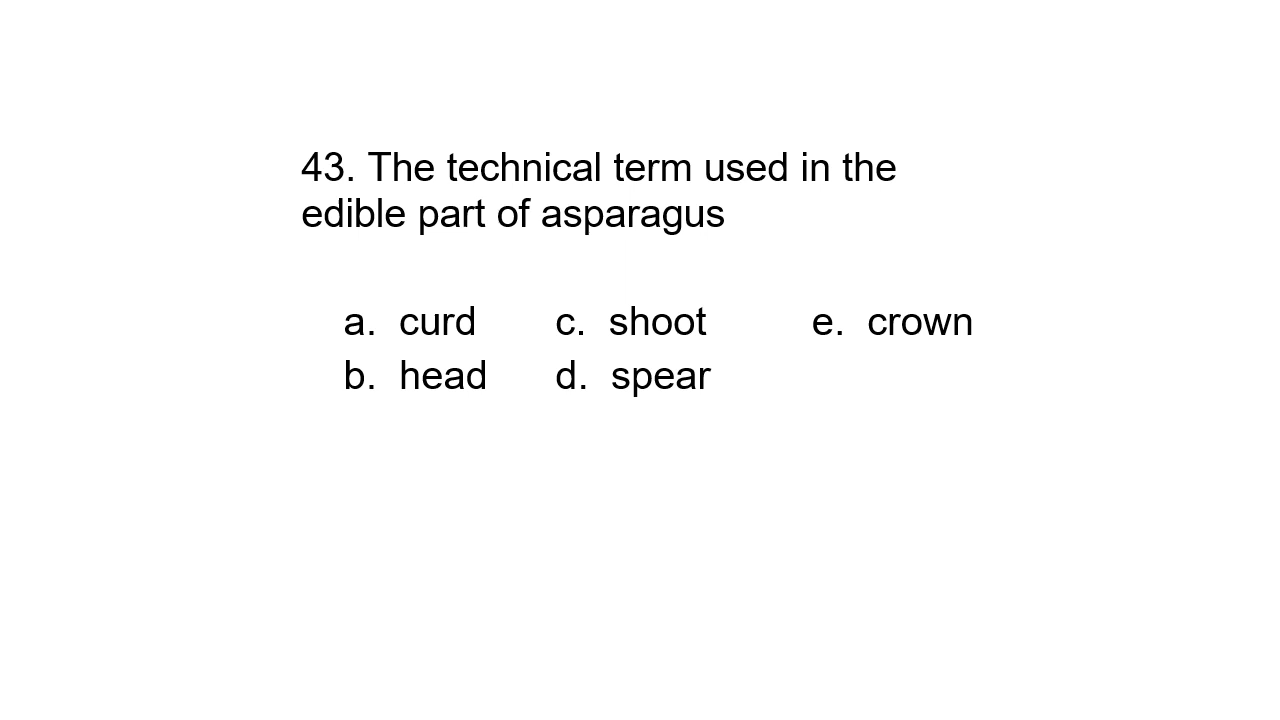 43. The technical term used in the
edible part of asparagus
a. curd c. shoot e. crown
b. head d. spear